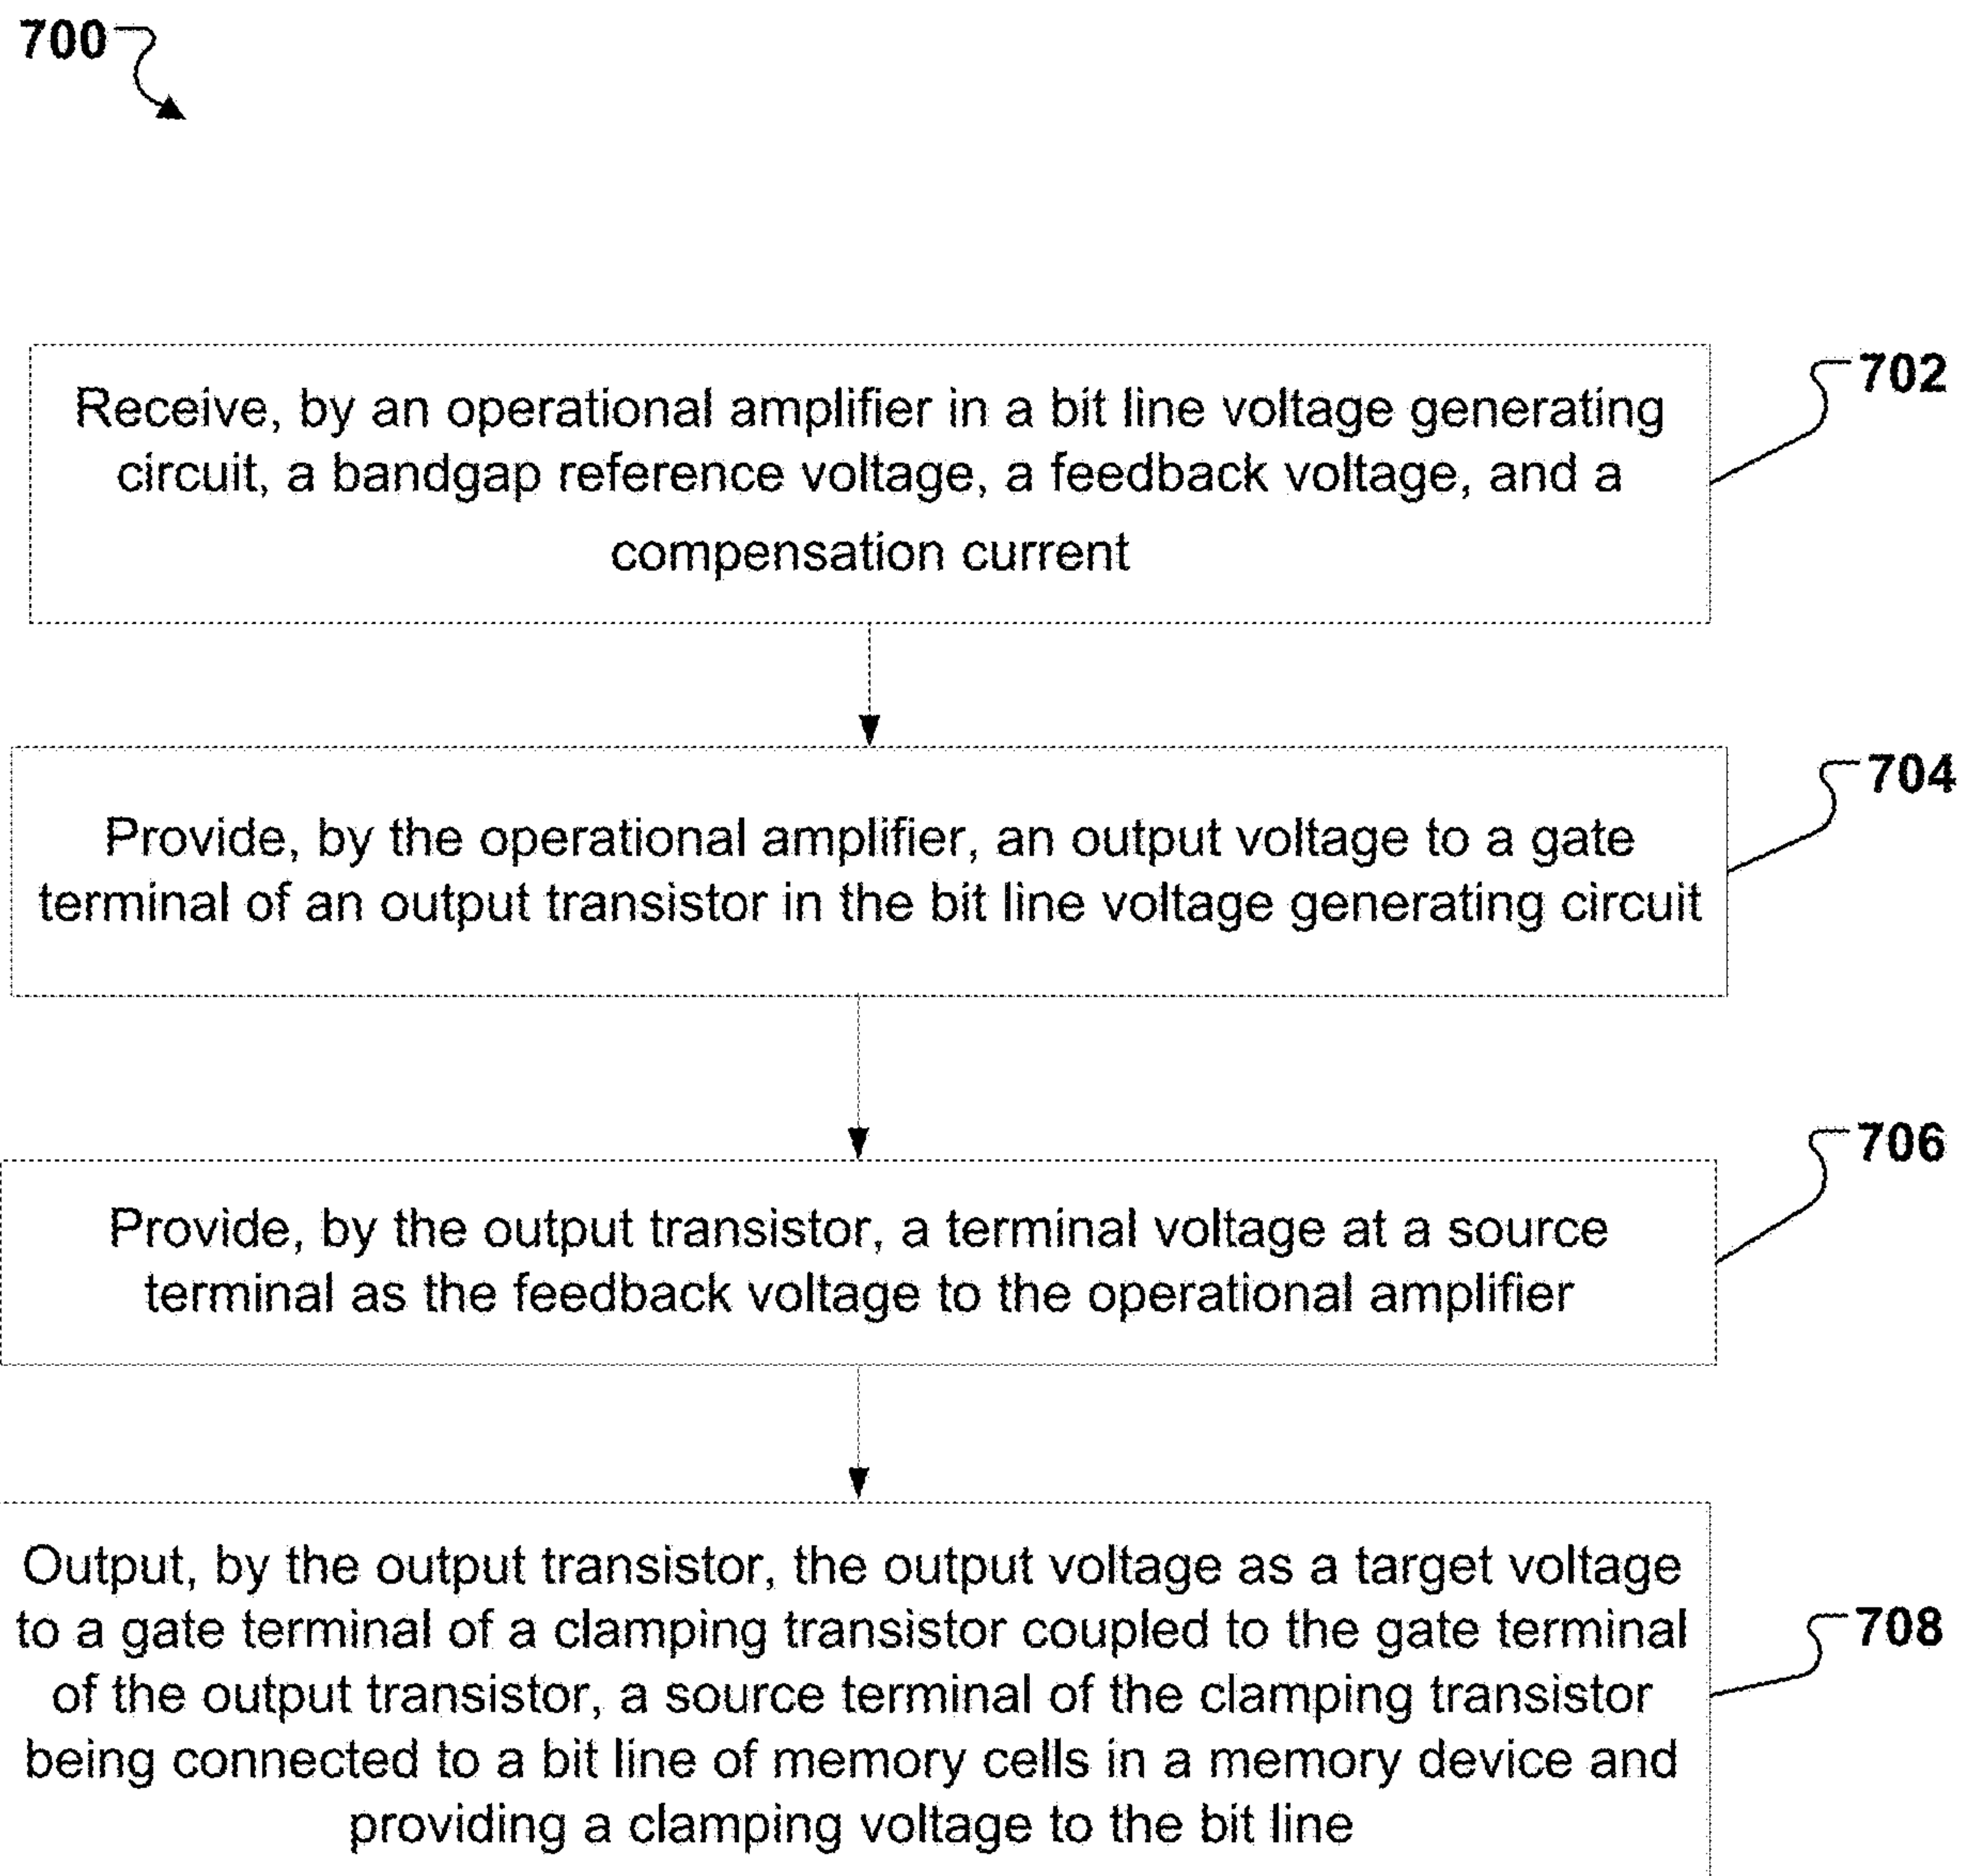 700
Receive, by an operational amplifier in a bit line voltage generating
circuit, a bandgap reference voltage, a feedback voltage, and a
compensation current
702
Provide, by the operational amplifier, an output voltage to a gate
terminal of an output transistor in the bit line voltage generating circuit
704
Provide, by the output transistor, a terminal voltage at a source
terminal as the feedback voltage to the operational amplifier
706
Output, by the output transistor, the output voltage as a target voltage
to a gate terminal of a clamping transistor coupled to the gate terminal
of the output transistor, a source terminal of the clamping transistor
being connected to a bit line of memory cells in a memory device and
providing a clamping voltage to the bit line
708